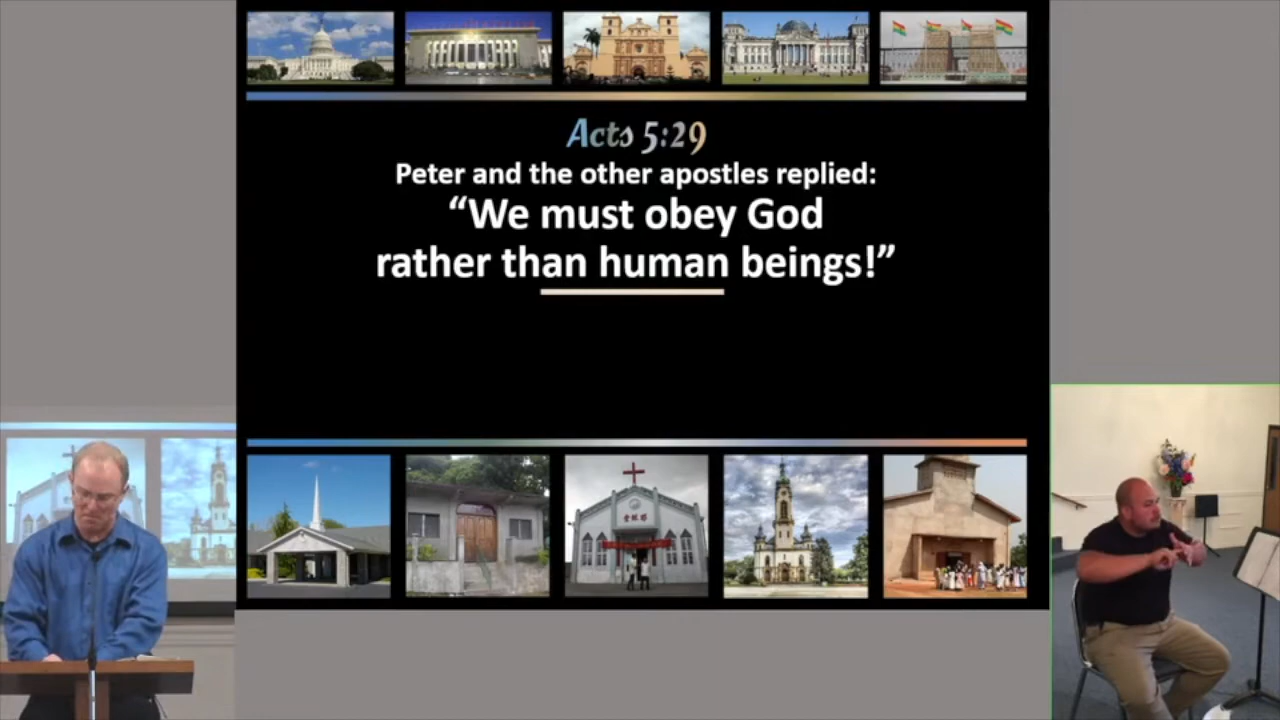 Acts 5:29
Peter and the other apostles replied:
“We must obey God
rather than human beings!”